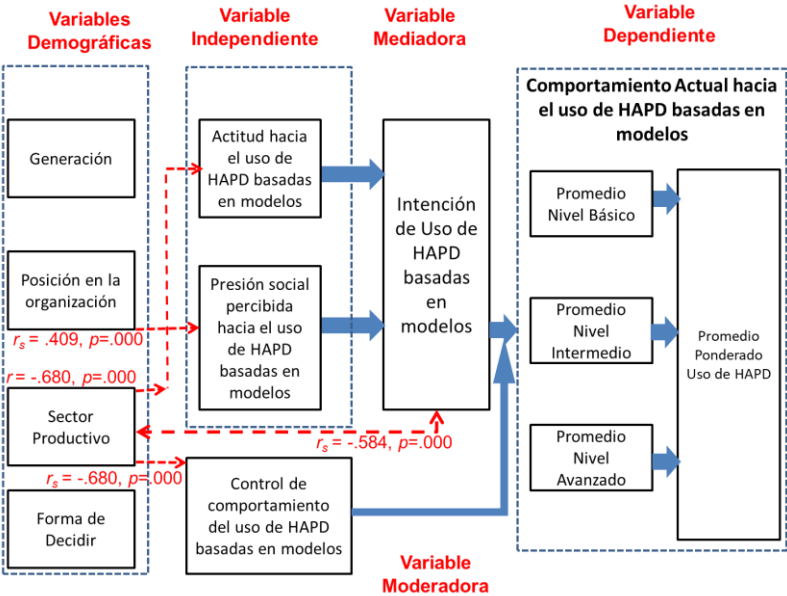 Variables
Demográficas
Variable
Independiente
Variable
Mediadora
Variable
Dependiente
Generación
Posición en la
organización
r_s = .409, p=.000
r = -.680, p=.000
Sector
Productivo
r_s = -.680, p=.000
Forma de
Decidir
Actitud hacia
el uso de
HAPD basadas
en modelos
Presión social
percibida
hacia el uso
de HAPD
basadas en
modelos
Control de
comportamiento
del uso de HAPD
basadas en modelos
Intención
de Uso de
HAPD
basadas
en
modelos
r_s = -.584, p=.000
Variable
Moderadora
Comportamiento Actual hacia
el uso de HAPD basadas en
modelos
Promedio
Nivel Básico
Promedio
Nivel
Intermedio
Promedio
Nivel
Avanzado
Promedio
Ponderado
Uso de HAPD